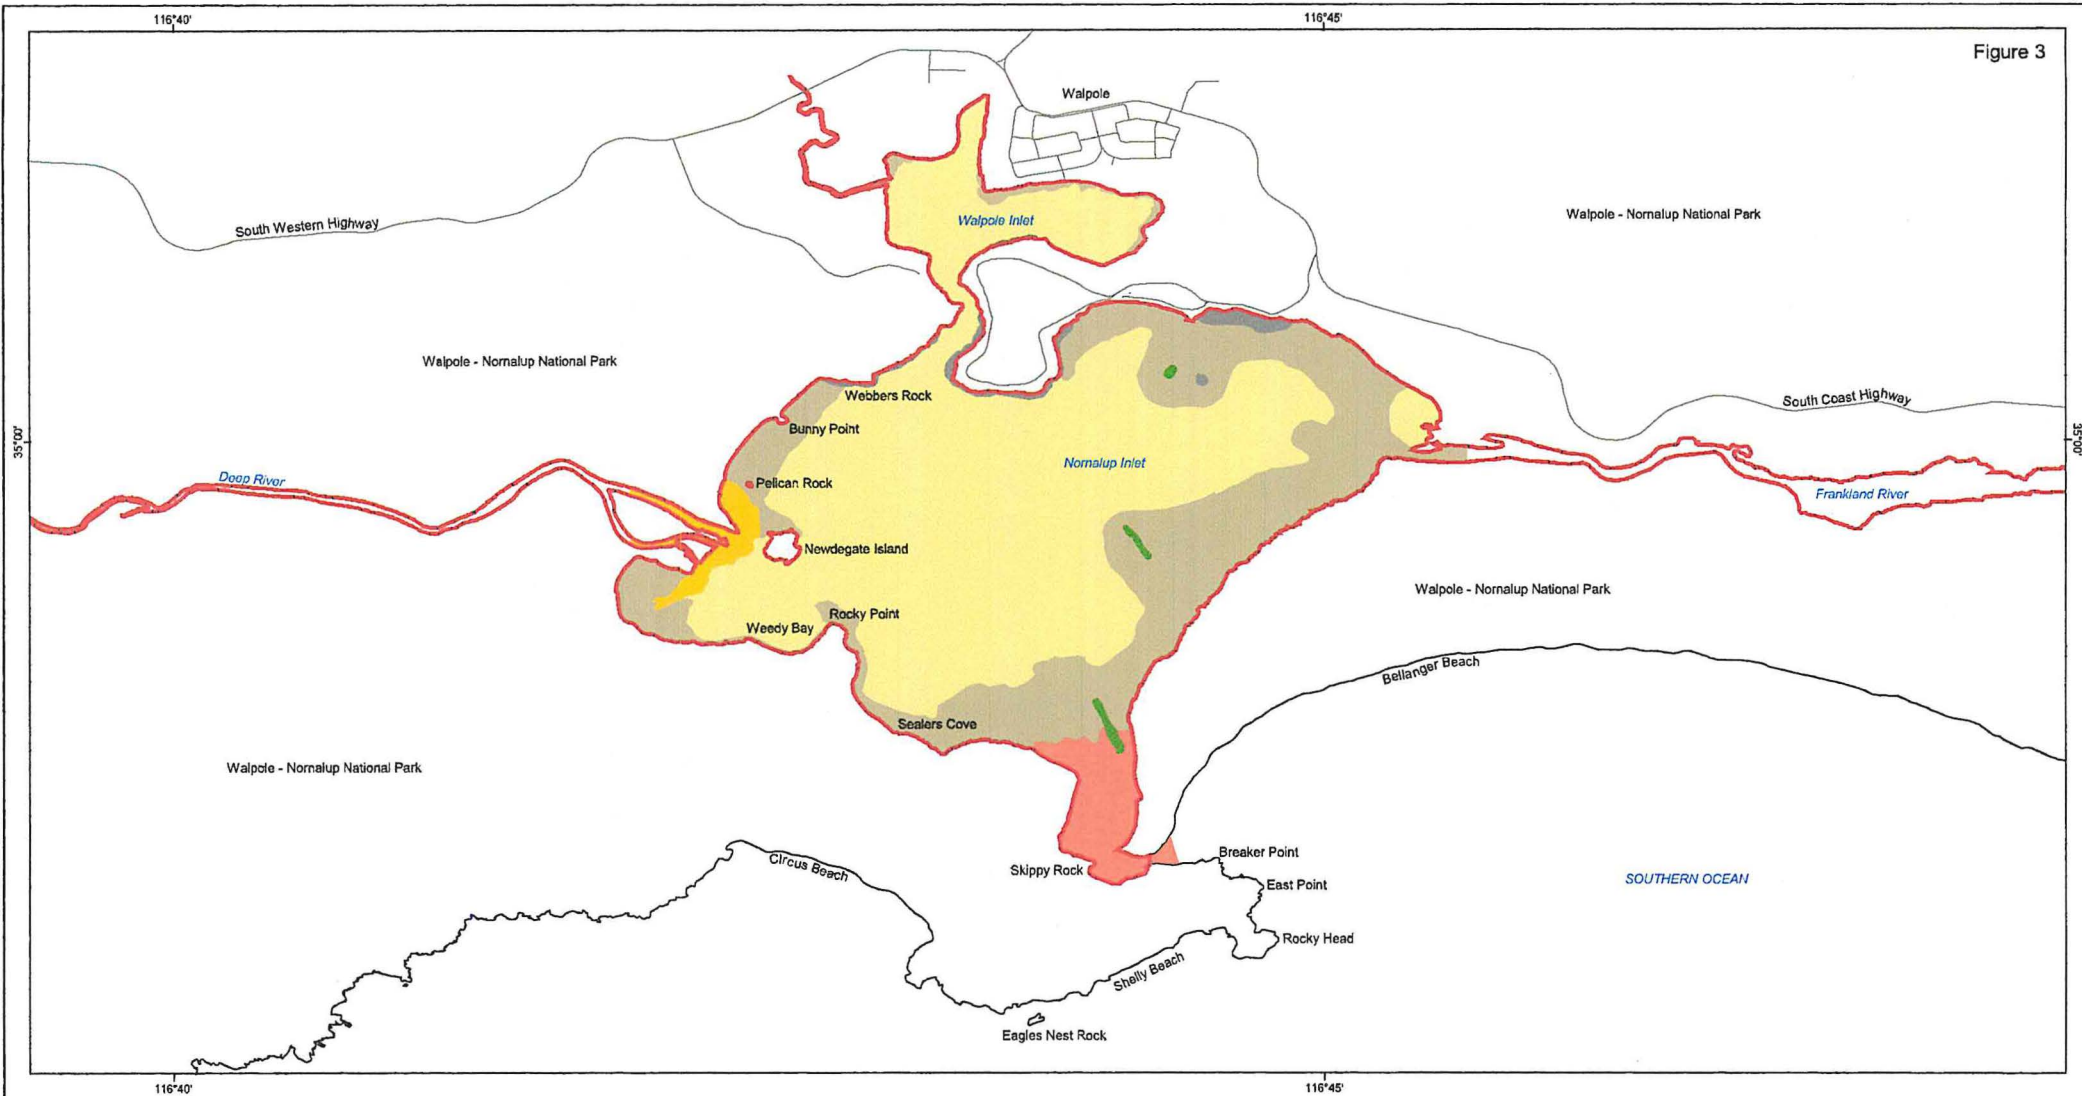 116°40'
116°45'
Figure 3
Walpole
Walpole Inlet
Walpole - Nornalup National Park
South Western Highway
Walpole - Nornalup National Park
Webbers Rock
South Coast Highway
Bunny Point
35°00'
35°00'
Nornalup Inlet
Deep River
Pelican Rock
Frankland River
Newdegate Island
Walpole - Nornalup National Park
Rocky Point
Weedy Bay
Bellanger Beach
Sealers Cove
Walpole - Nornalup National Park
Breaker Point
Circus Beach
Skippy Rock
SOUTHERN OCEAN
East Point
Rocky Head
Shelly Beach
Eagles Nest Rock
116°40'
116°45'